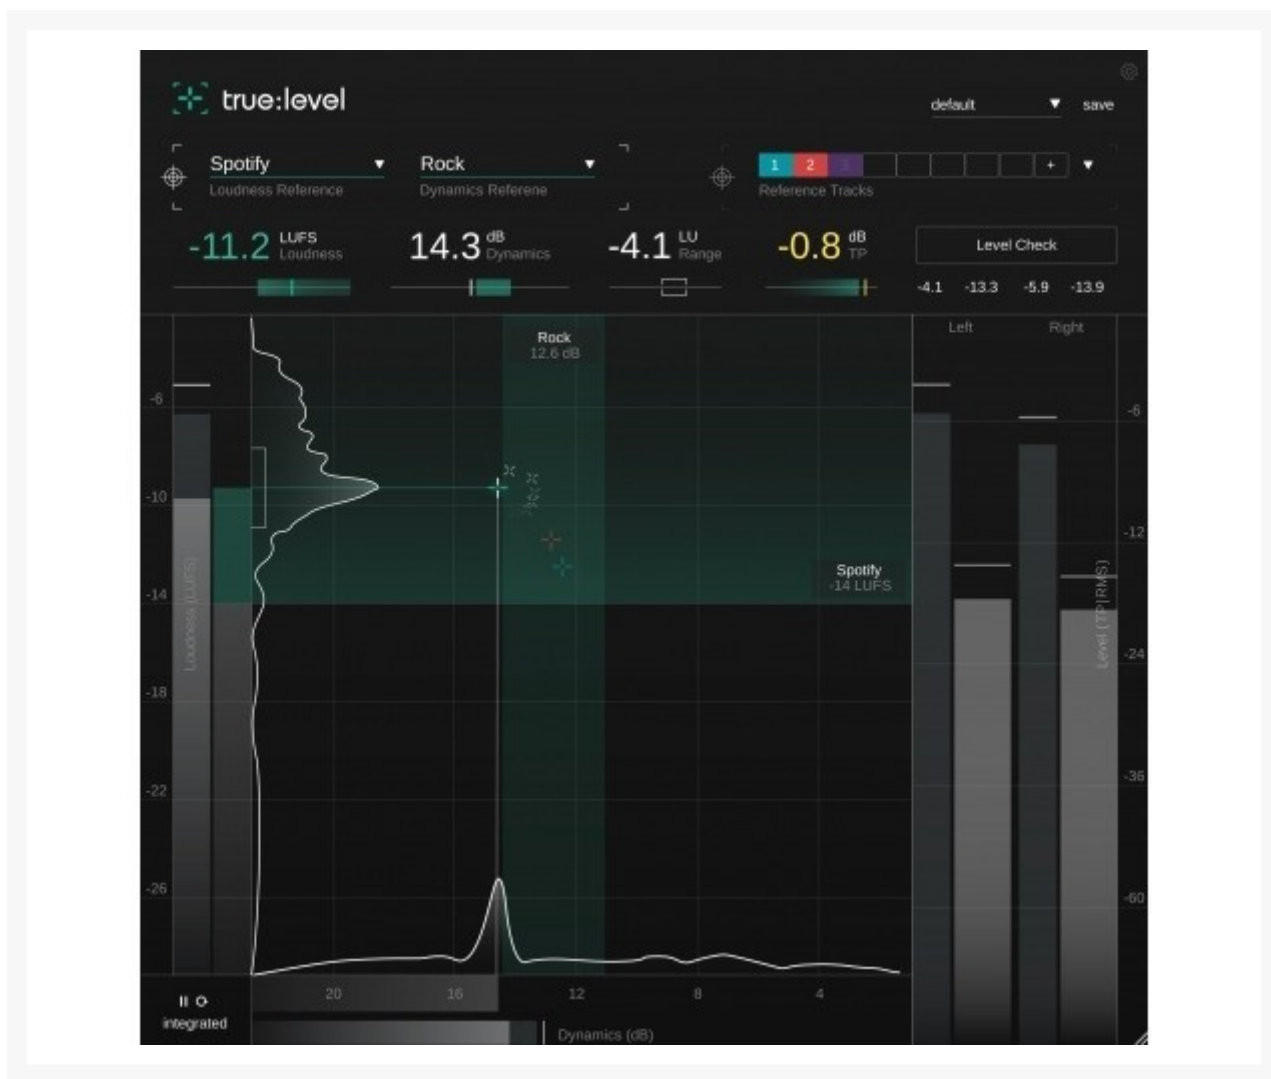 true:level
default
save
Spotify
Loudness Reference
Rock
Dynamics Referene
1 2 3 +
Reference Tracks
-11.2 LUFS Loudness
14.3 dB Dynamics
-4.1 LU Range
-0.8 dB TP
Level Check
-4.1 -13.3 -5.9 -13.9
Left Right
Rock
12.6 dB
-6
-10
-14
-18
-22
-26
Loudness (LUFS)
Spotify
-14 LUFS
-6
-12
-24
-36
-60
Level (TP|RMS)
20 16 12 8 4
integrated
Dynamics (dB)